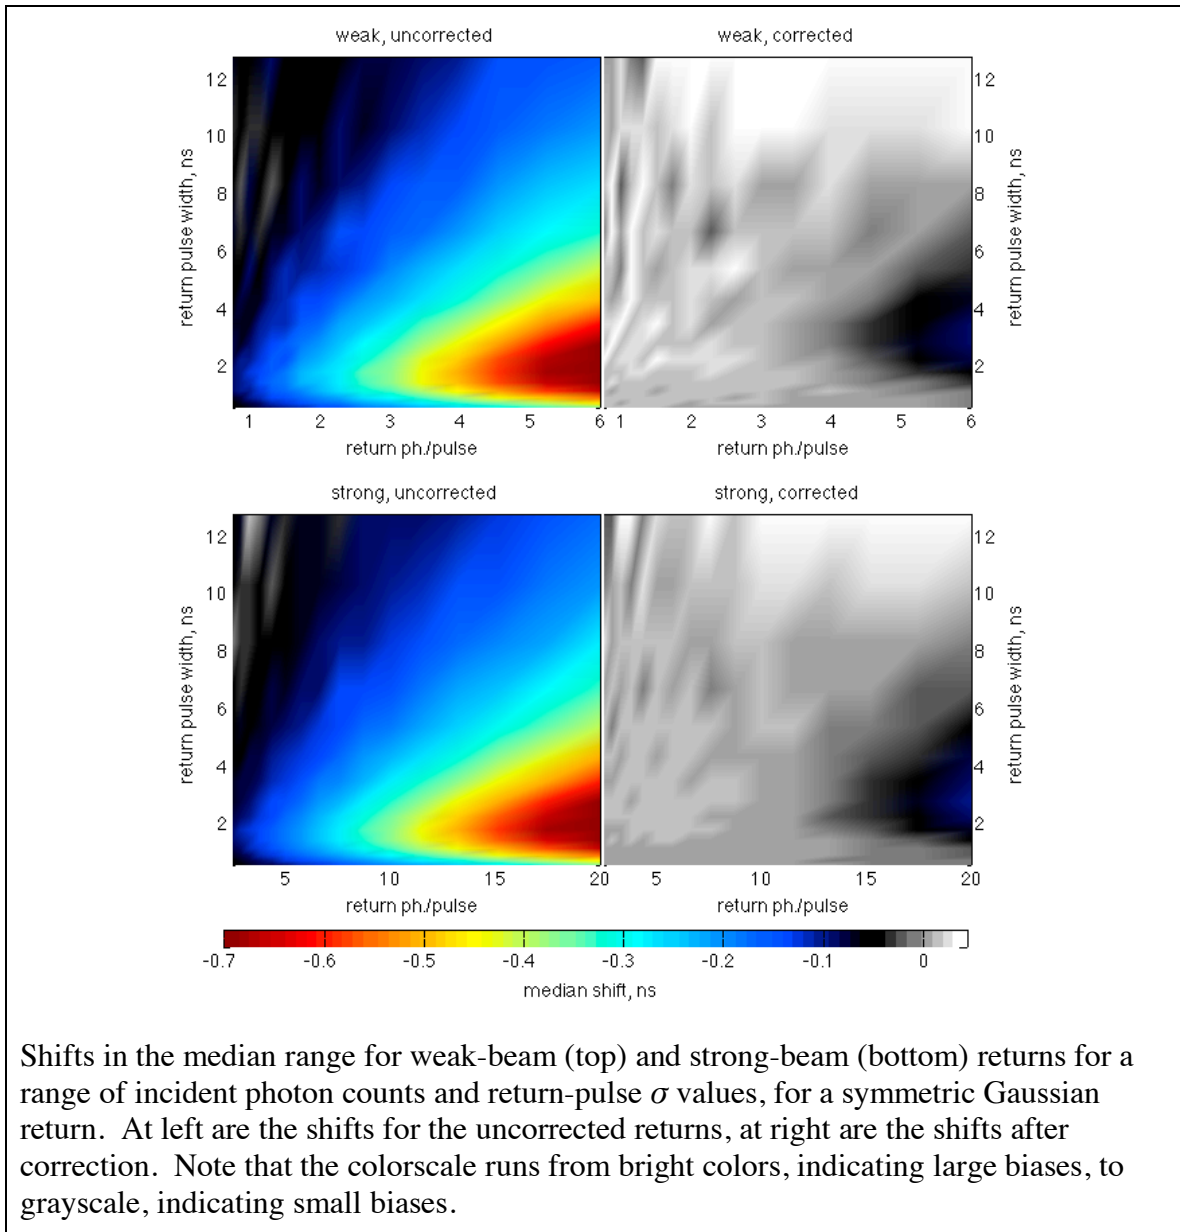 weak, uncorrected
weak, corrected
12
10
8
6
4
2
return pulse width, ns
12
10
8
6
4
2
return pulse width, ns
1 2 3 4 5 6
return ph./pulse
1 2 3 4 5 6
return ph./pulse
strong, uncorrected
strong, corrected
12
10
8
6
4
2
return pulse width, ns
12
10
8
6
4
2
return pulse width, ns
5 10 15 20
return ph./pulse
5 10 15 20
return ph./pulse
-0.7 -0.6 -0.5 -0.4 -0.3 -0.2 -0.1 0
median shift, ns
Shifts in the median range for weak-beam (top) and strong-beam (bottom) returns for a
range of incident photon counts and return-pulse σ values, for a symmetric Gaussian
return.  At left are the shifts for the uncorrected returns, at right are the shifts after
correction.  Note that the colorscale runs from bright colors, indicating large biases, to
grayscale, indicating small biases.